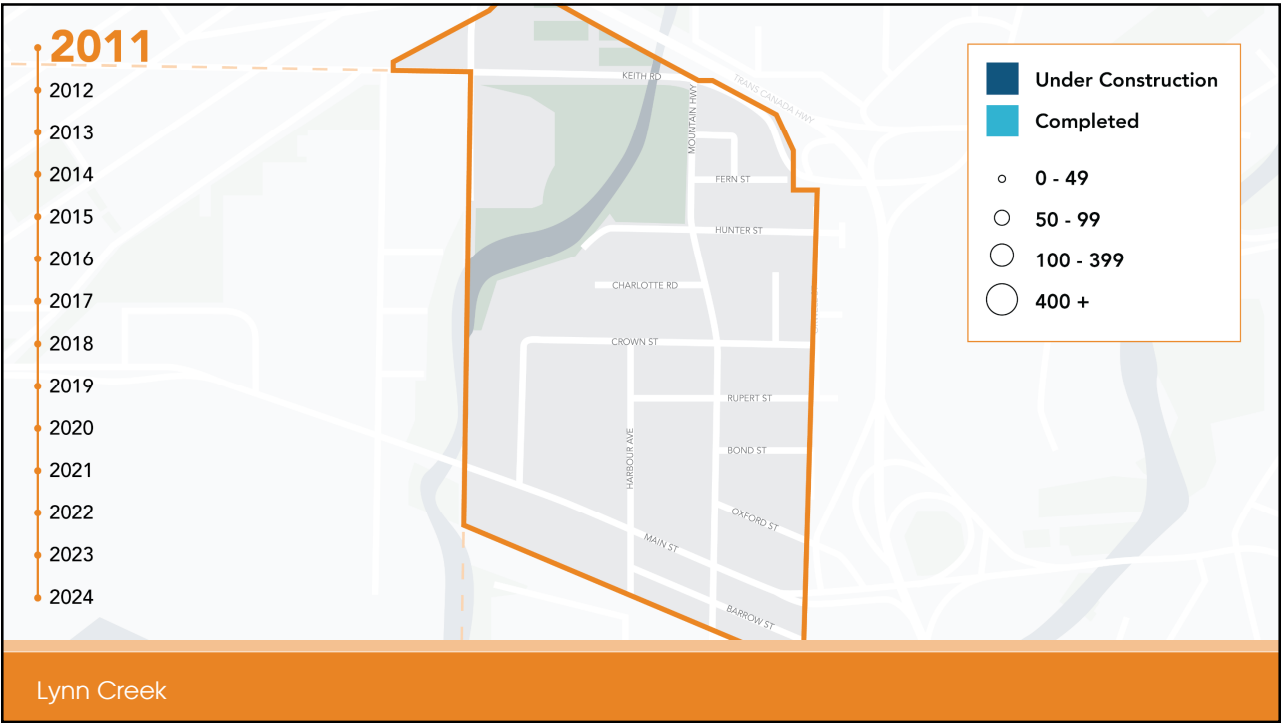 2011
2012
2013
2014
2015
2016
2017
2018
2019
2020
2021
2022
2023
2024
KEITH RD
TRANS CANADA HWY
MOUNTAIN HWY
FERN ST
HUNTER ST
CHARLOTTE RD
CROWN ST
RUPERT ST
HARBOUR AVE
BOND ST
OXFORD ST
MAIN ST
BARROW ST
Under Construction
Completed
0 - 49
50 - 99
100 - 399
400 +
Lynn Creek